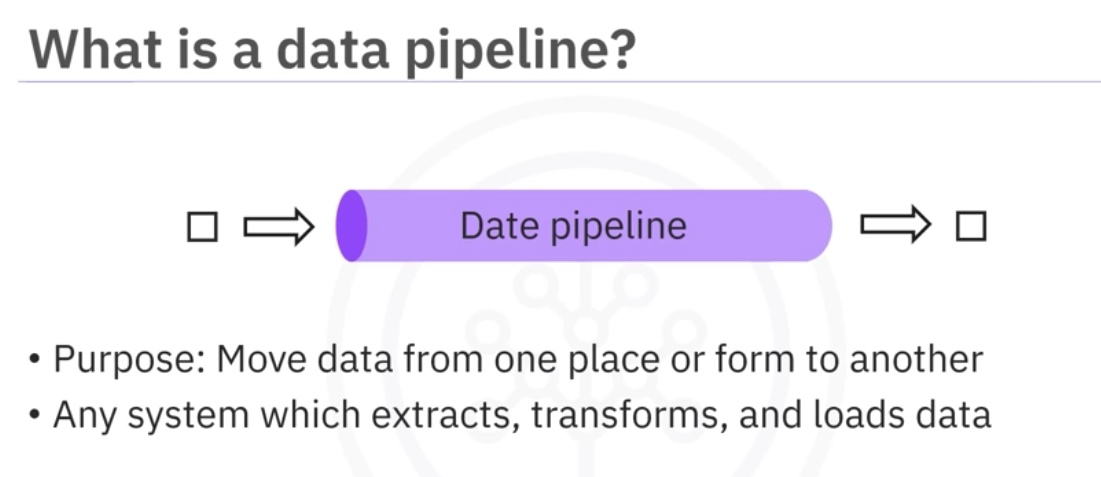 What is a data pipeline?
Date pipeline
• Purpose: Move data from one place or form to another
• Any system which extracts, transforms, and loads data